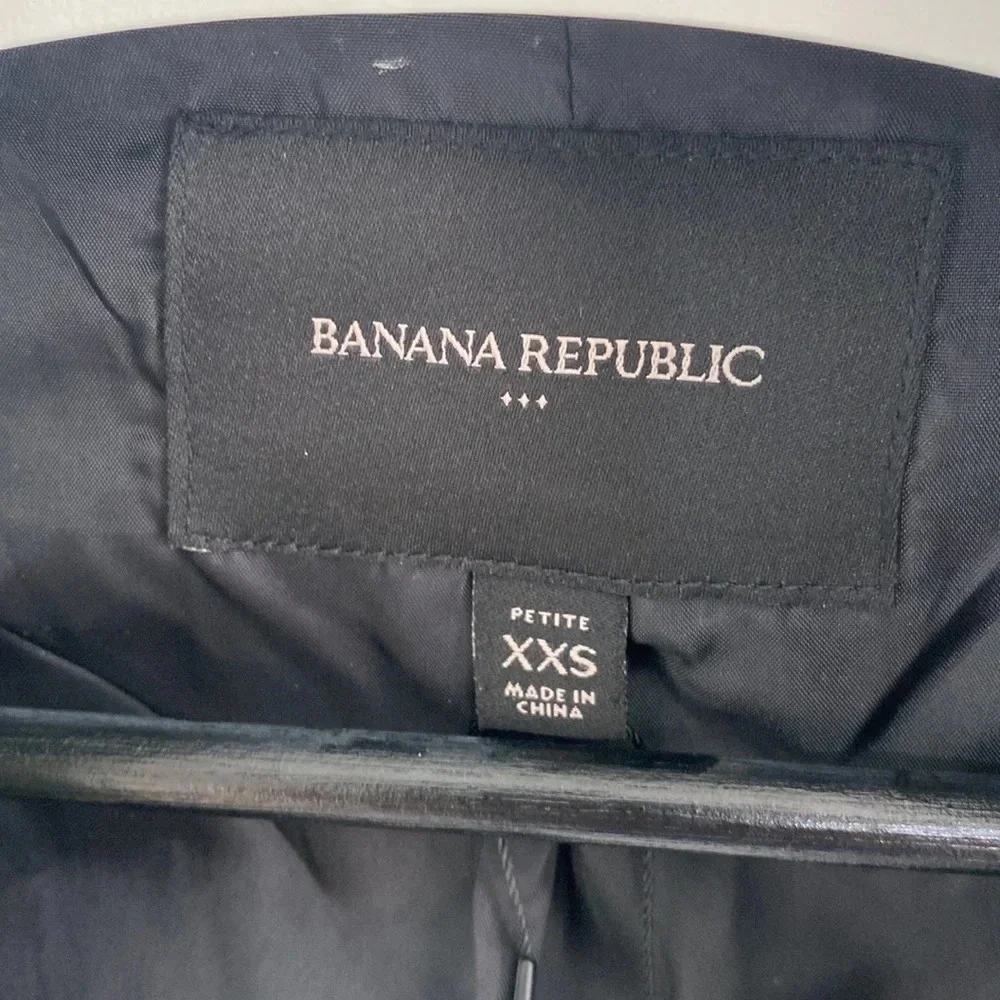 BANANA REPUBLIC
PETITE
XXS
MADE IN
CHINA